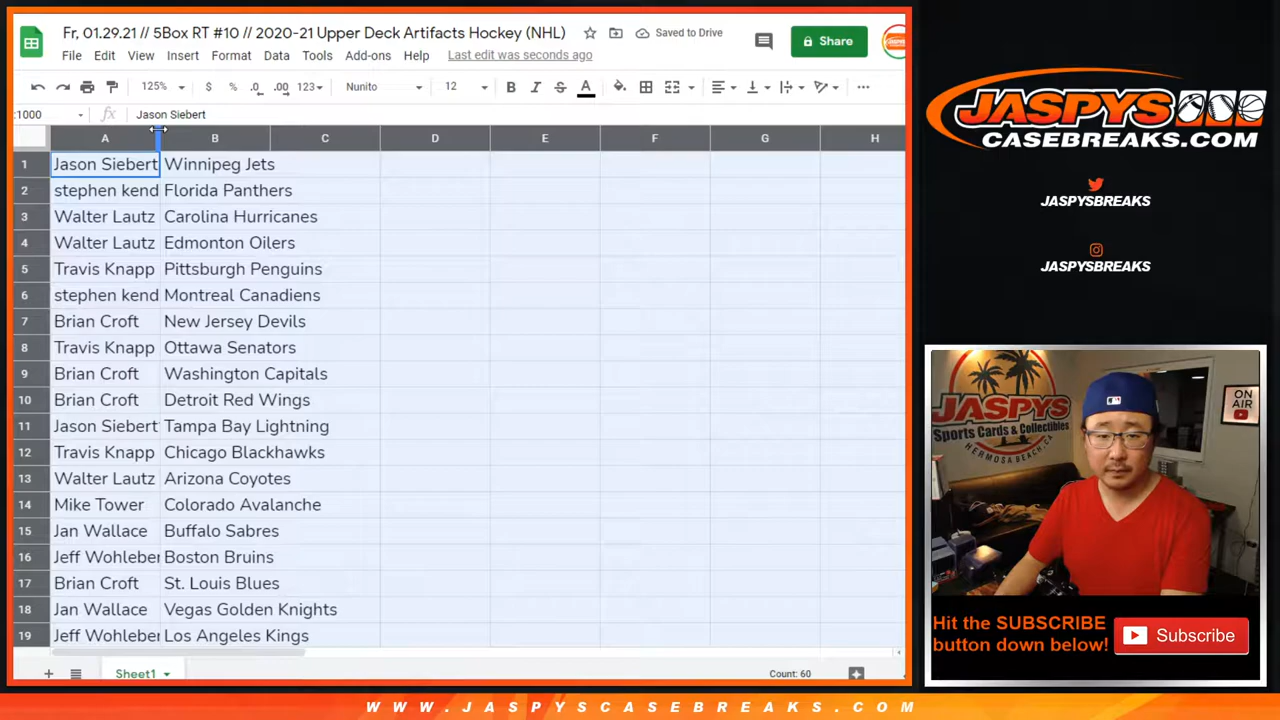 Fr, 01.29.21 // 5Box RT #10 // 2020-21 Upper Deck Artifacts Hockey (NHL)
Saved to Drive
Share
File Edit View Insert Format Data Tools Add-ons Help Last edit was seconds ago
125% $ % .0 .00 123 Nunito 12 B I S A
:1000 fx Jason Siebert
A B C D E F G H
1 Jason Siebert Winnipeg Jets
2 stephen kend Florida Panthers
3 Walter Lautz Carolina Hurricanes
4 Walter Lautz Edmonton Oilers
5 Travis Knapp Pittsburgh Penguins
6 stephen kend Montreal Canadiens
7 Brian Croft New Jersey Devils
8 Travis Knapp Ottawa Senators
9 Brian Croft Washington Capitals
10 Brian Croft Detroit Red Wings
11 Jason Siebert Tampa Bay Lightning
12 Travis Knapp Chicago Blackhawks
13 Walter Lautz Arizona Coyotes
14 Mike Tower Colorado Avalanche
15 Jan Wallace Buffalo Sabres
16 Jeff Wohleber Boston Bruins
17 Brian Croft St. Louis Blues
18 Jan Wallace Vegas Golden Knights
19 Jeff Wohleber Los Angeles Kings
Sheet1
Count: 60
JASPYS
CASEBREAKS.COM
JASPYSBREAKS
JASPYSBREAKS
JASPYS
Sports Cards & Collectibles
HERMOSA BEACH, CA
ON
AIR
Hit the SUBSCRIBE
button down below!
Subscribe
WWW.JASPYSCASEBREAKS.COM